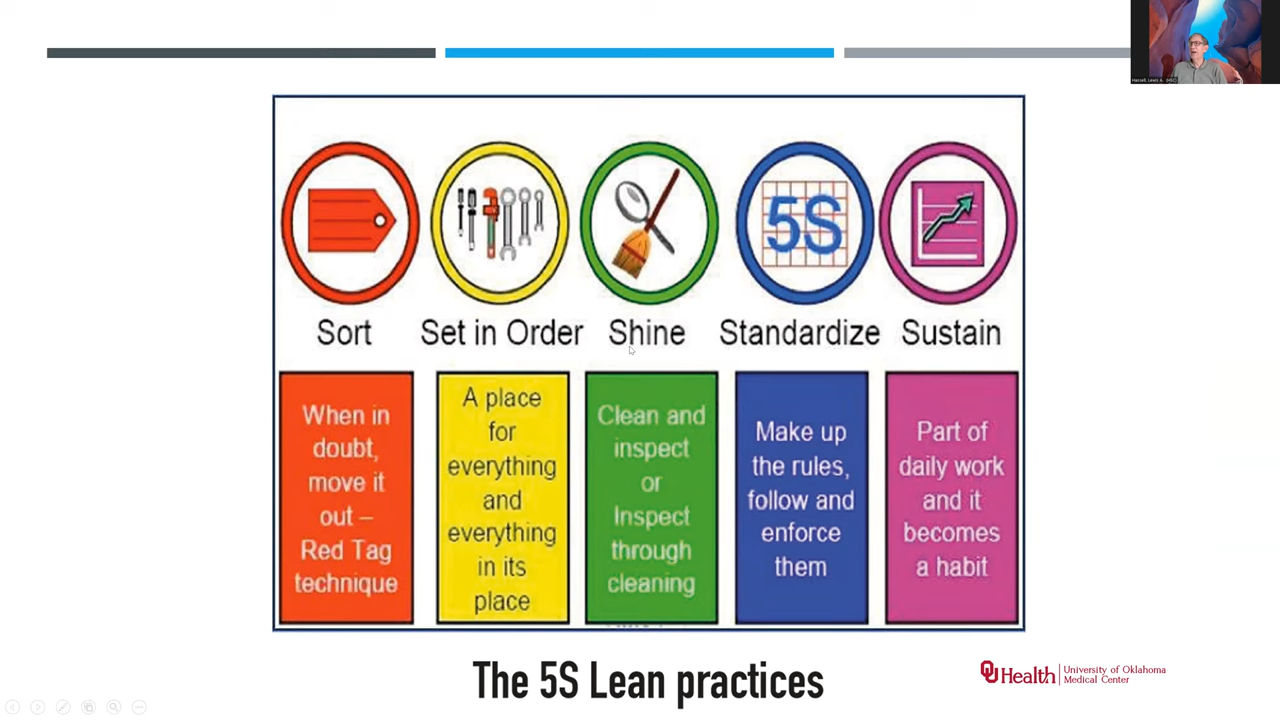 Hassell, Lewis A. (HSC)
5S
Sort
Set in Order
Shine
Standardize
Sustain
When in
doubt,
move it
out –
Red Tag
technique
A place
for
everything
and
everything
in its
place
Clean and
inspect
or
Inspect
through
cleaning
Make up
the rules,
follow and
enforce
them
Part of
daily work
and it
becomes
a habit
The 5S Lean practices
OU Health
University of Oklahoma
Medical Center